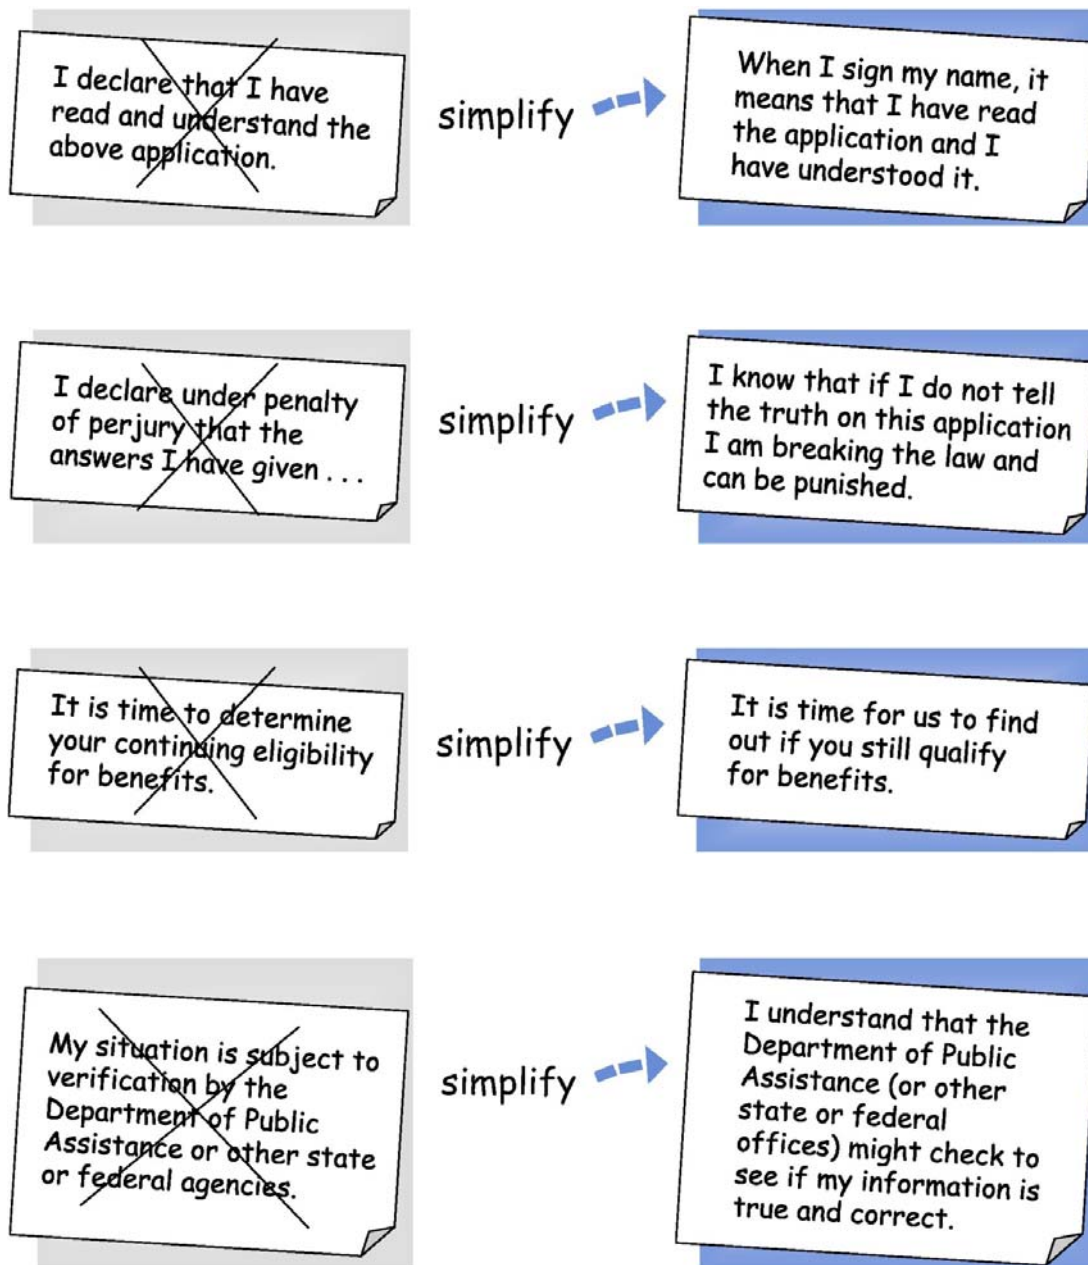 I declare that I have
read and understand the
above application.
simplify
When I sign my name, it
means that I have read
the application and I
have understood it.
I declare under penalty
of perjury that the
answers I have given . . .
simplify
I know that if I do not tell
the truth on this application
I am breaking the law and
can be punished.
It is time to determine
your continuing eligibility
for benefits.
simplify
It is time for us to find
out if you still qualify
for benefits.
My situation is subject to
verification by the
Department of Public
Assistance or other state
or federal agencies.
simplify
I understand that the
Department of Public
Assistance (or other
state or federal
offices) might check to
see if my information is
true and correct.